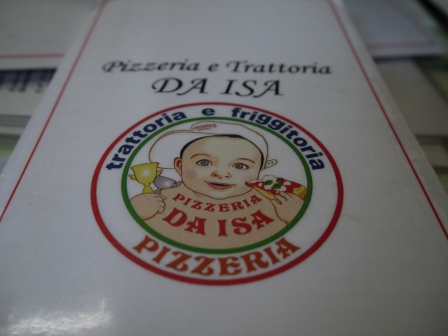 Pizzeria e Trattoria
DA ISA
trattoria e friggitoria
PIZZERIA
DA ISA
PIZZERIA